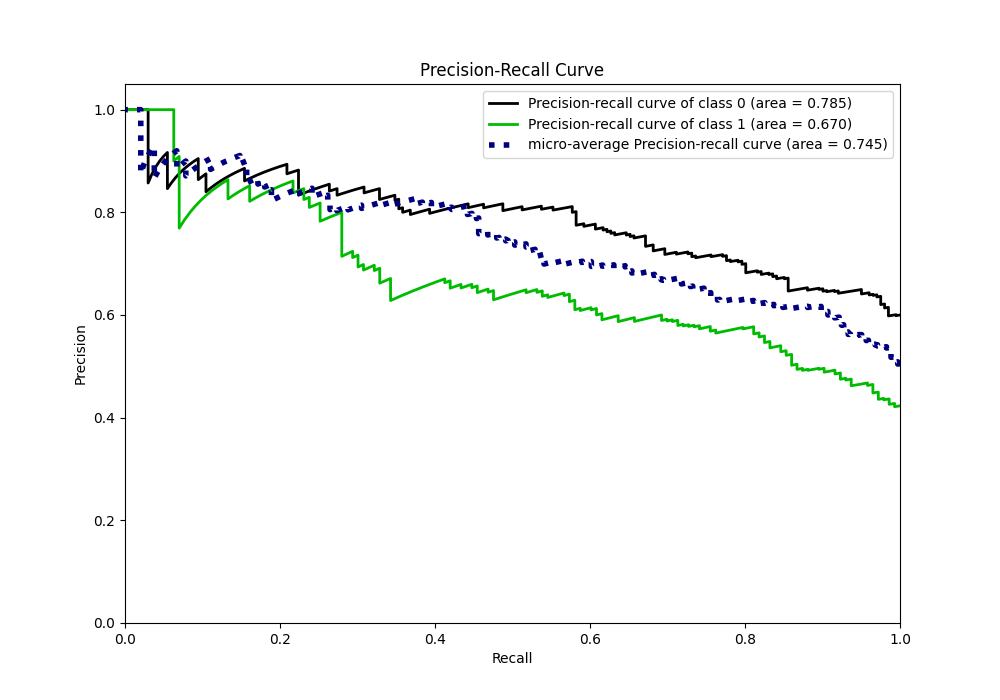 Precision-Recall Curve
Precision-recall curve of class 0 (area = 0.785)
Precision-recall curve of class 1 (area = 0.670)
micro-average Precision-recall curve (area = 0.745)
1.0
0.8
0.6
0.4
0.2
0.0
Precision
0.0 0.2 0.4 0.6 0.8 1.0
Recall